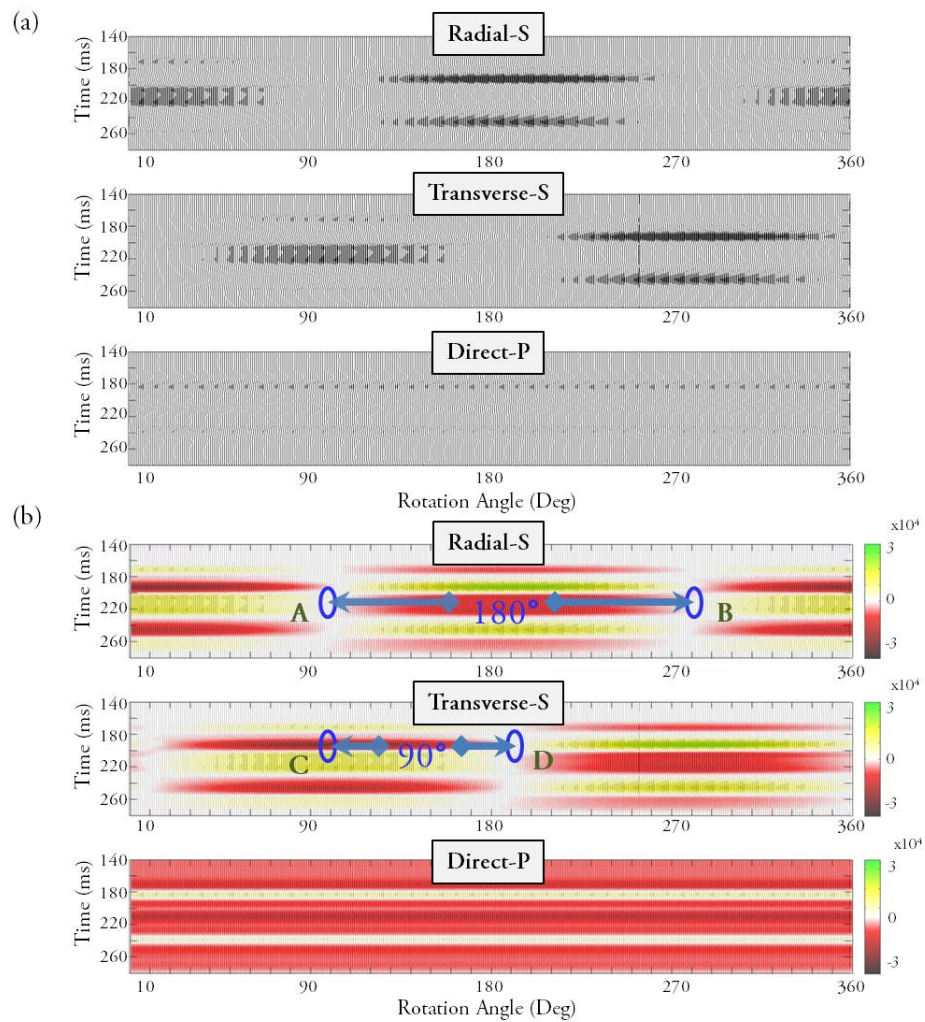 (a)
Radial-S
Time (ms)
140
180
220
260
10 90 180 270 360
Transverse-S
Time (ms)
140
180
220
260
10 90 180 270 360
Direct-P
Time (ms)
140
180
220
260
10 90 180 270 360
Rotation Angle (Deg)
(b)
Radial-S
x10⁴
Time (ms)
140
180
220
260
A 180° B
3
0
-3
10 90 180 270 360
Transverse-S
x10⁴
Time (ms)
140
180
220
260
C 90° D
3
0
-3
10 90 180 270 360
Direct-P
x10⁴
Time (ms)
140
180
220
260
3
0
-3
10 90 180 270 360
Rotation Angle (Deg)